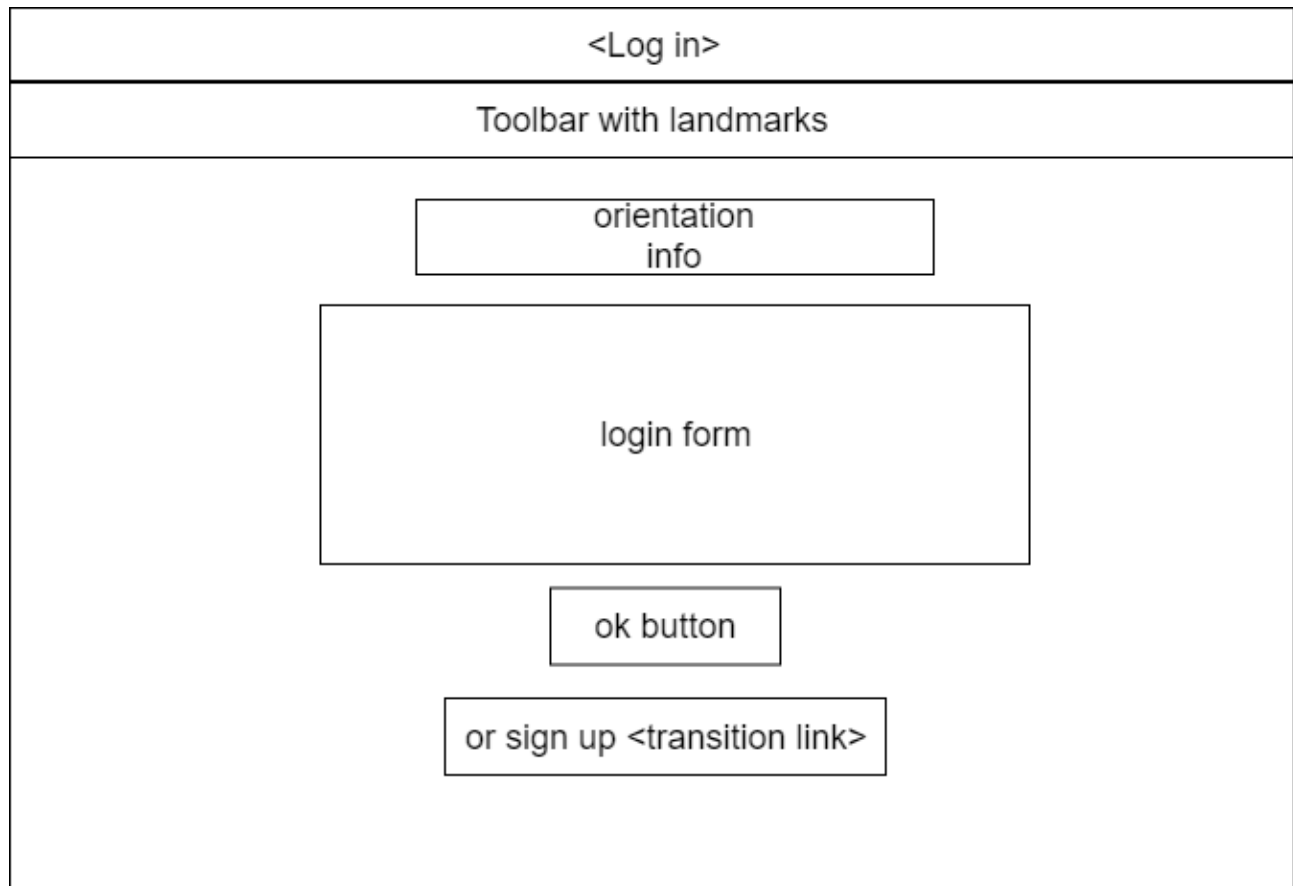 <Log in>
Toolbar with landmarks
orientation
info
login form
ok button
or sign up <transition link>